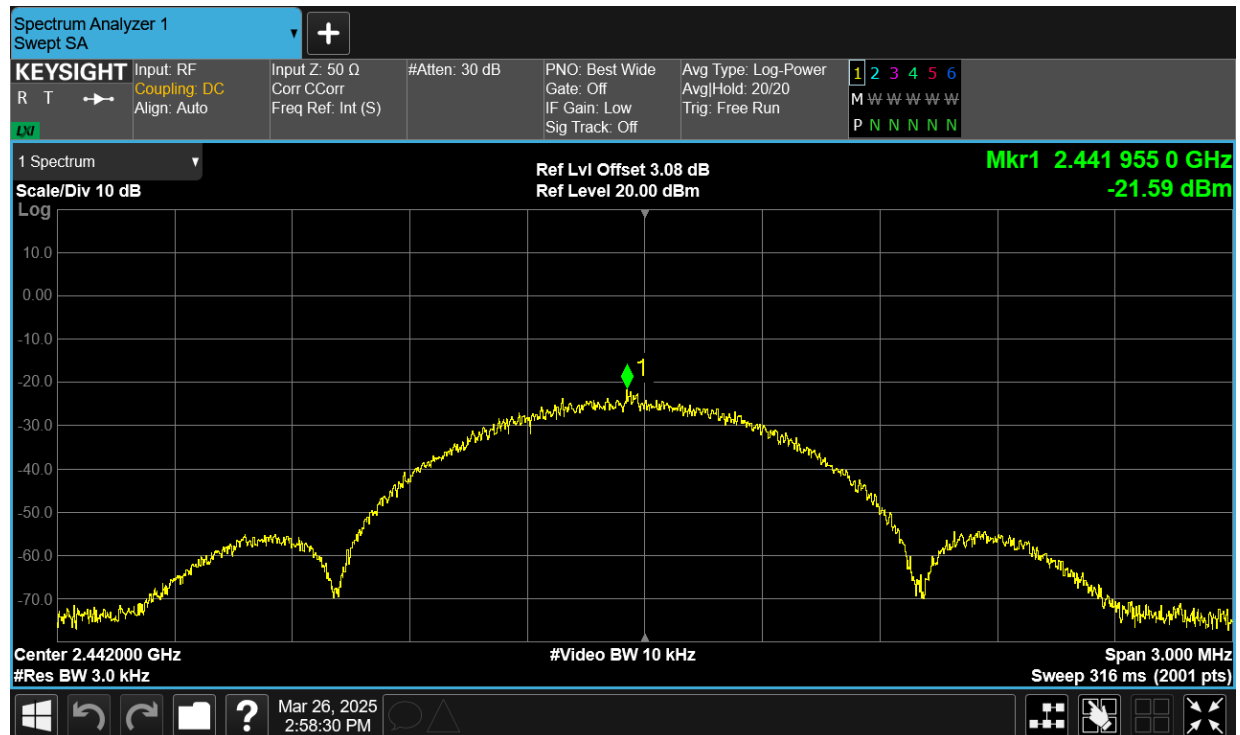 Spectrum Analyzer 1
Swept SA
KEYSIGHT
R T
LXI
Input: RF
Coupling: DC
Align: Auto
Input Z: 50 Ω
Corr CCorr
Freq Ref: Int (S)
#Atten: 30 dB
PNO: Best Wide
Gate: Off
IF Gain: Low
Sig Track: Off
Avg Type: Log-Power
Avg|Hold: 20/20
Trig: Free Run
1 2 3 4 5 6
M W W W W W
P N N N N N
1 Spectrum
Scale/Div 10 dB
Log
Ref Lvl Offset 3.08 dB
Ref Level 20.00 dBm
Mkr1 2.441 955 0 GHz
-21.59 dBm
10.0
0.00
-10.0
1
-20.0
-30.0
-40.0
-50.0
-60.0
-70.0
Center 2.442000 GHz
#Res BW 3.0 kHz
#Video BW 10 kHz
Span 3.000 MHz
Sweep 316 ms (2001 pts)
?
Mar 26, 2025
2:58:30 PM